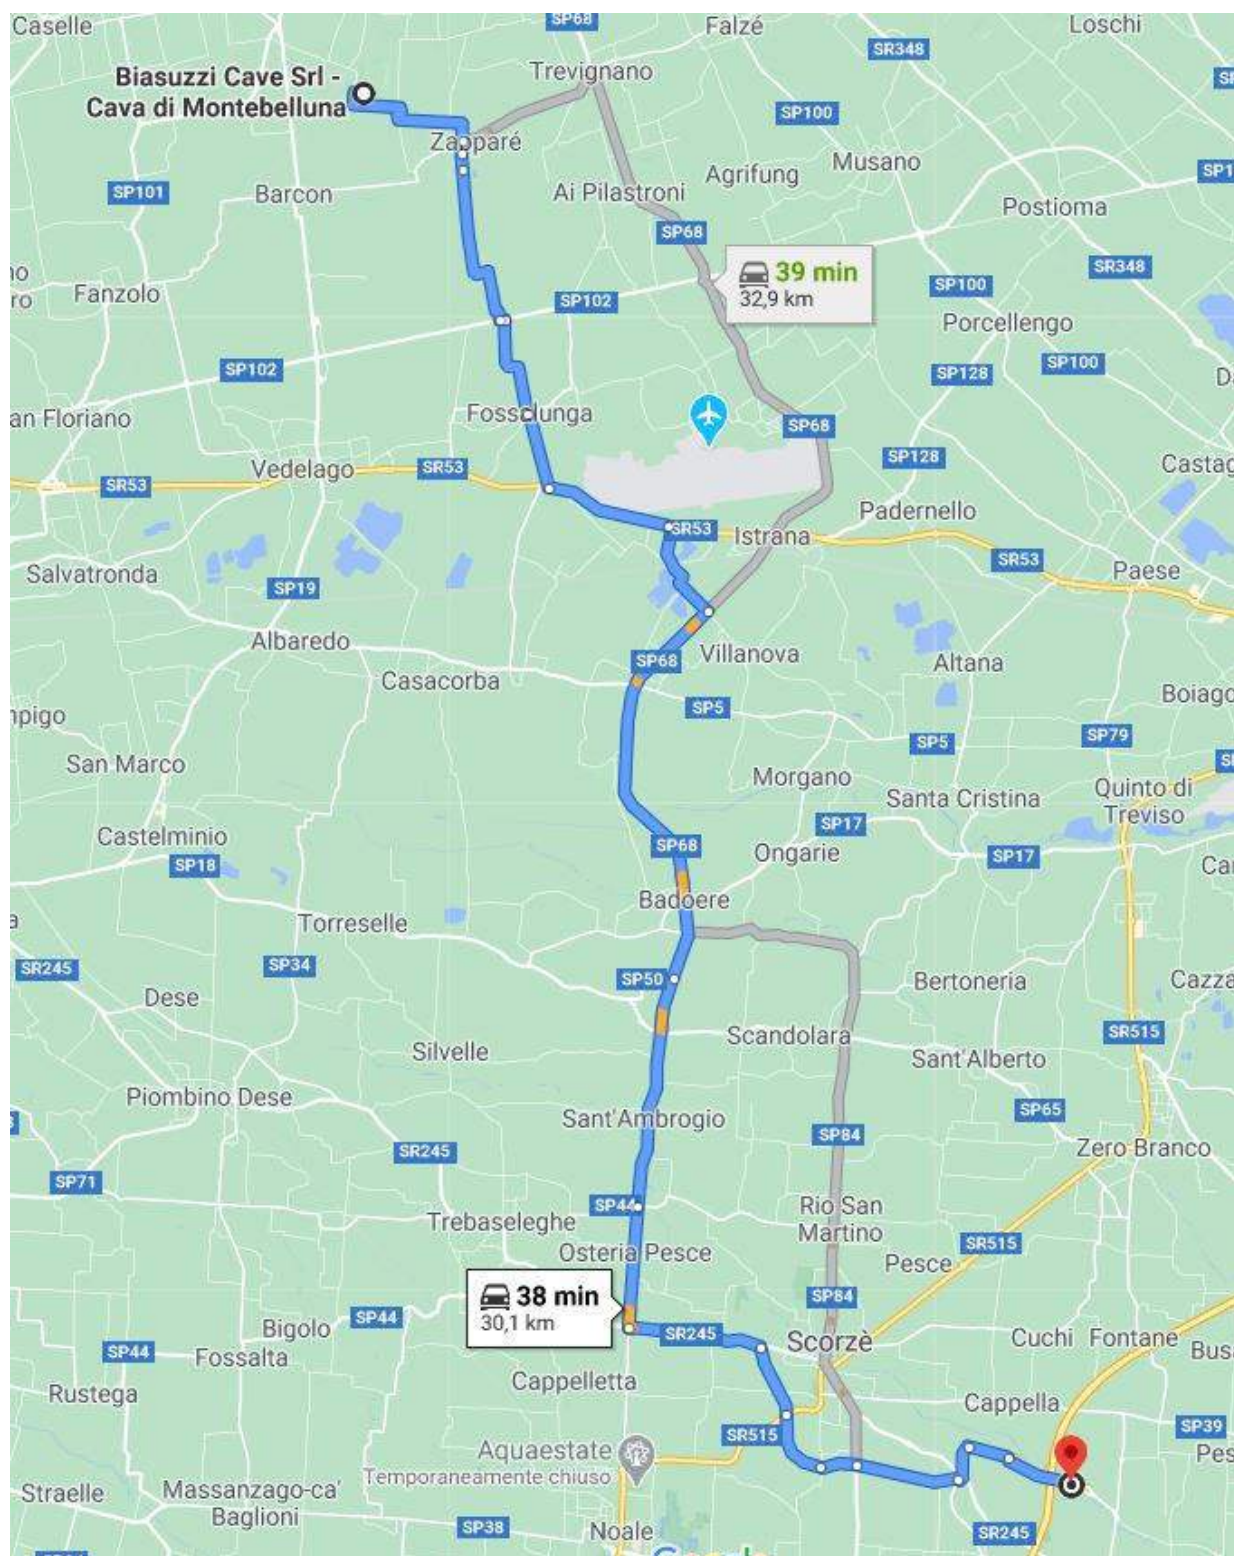 Caselle
SP68
Falzé
Loschi
SR348
Biasuzzi Cave Srl -
Cava di Montebelluna
Trevignano
SP100
Zapparé
Musano
Agrifung
SP101
Barcon
Ai Pilastroni
Postioma
SP68
39 min
32,9 km
SR348
SP100
Fanzolo
SP102
Porcellengo
SP102
SP128
SP100
Fossalunga
an Floriano
SP68
Vedelago
SR53
SR53
SP128
Castag
Padernello
SR53
Istrana
SR53
Paese
Salvatronda
SP19
Albaredo
SP68
Villanova
Altana
Casacorba
SP5
Boiago
npigo
SP5
SP79
San Marco
Morgano
Santa Cristina
Quinto di
Treviso
Castelminio
SP17
SP68
Ongarie
SP17
SP18
Badoere
Torreselle
SR245
SP34
SP50
Bertoneria
Cazza
Dese
Scandolara
SR515
Silvelle
Sant'Alberto
Piombino Dese
SP65
Sant'Ambrogio
SP84
Zero Branco
SR245
SP71
SP44
Rio San
Martino
Trebaseleghe
Osteria Pesce
SR515
Pesce
38 min
30,1 km
SP84
SP44
Bigolo
SR245
Scorzè
Cuchi
Fontane
SP44
Fossalta
Rustega
Cappelletta
Cappella
SR515
SP39
Aquaestate
Temporaneamente chiuso
Straelle
Massanzago-ca'
Baglioni
SP38
Noale
SR245